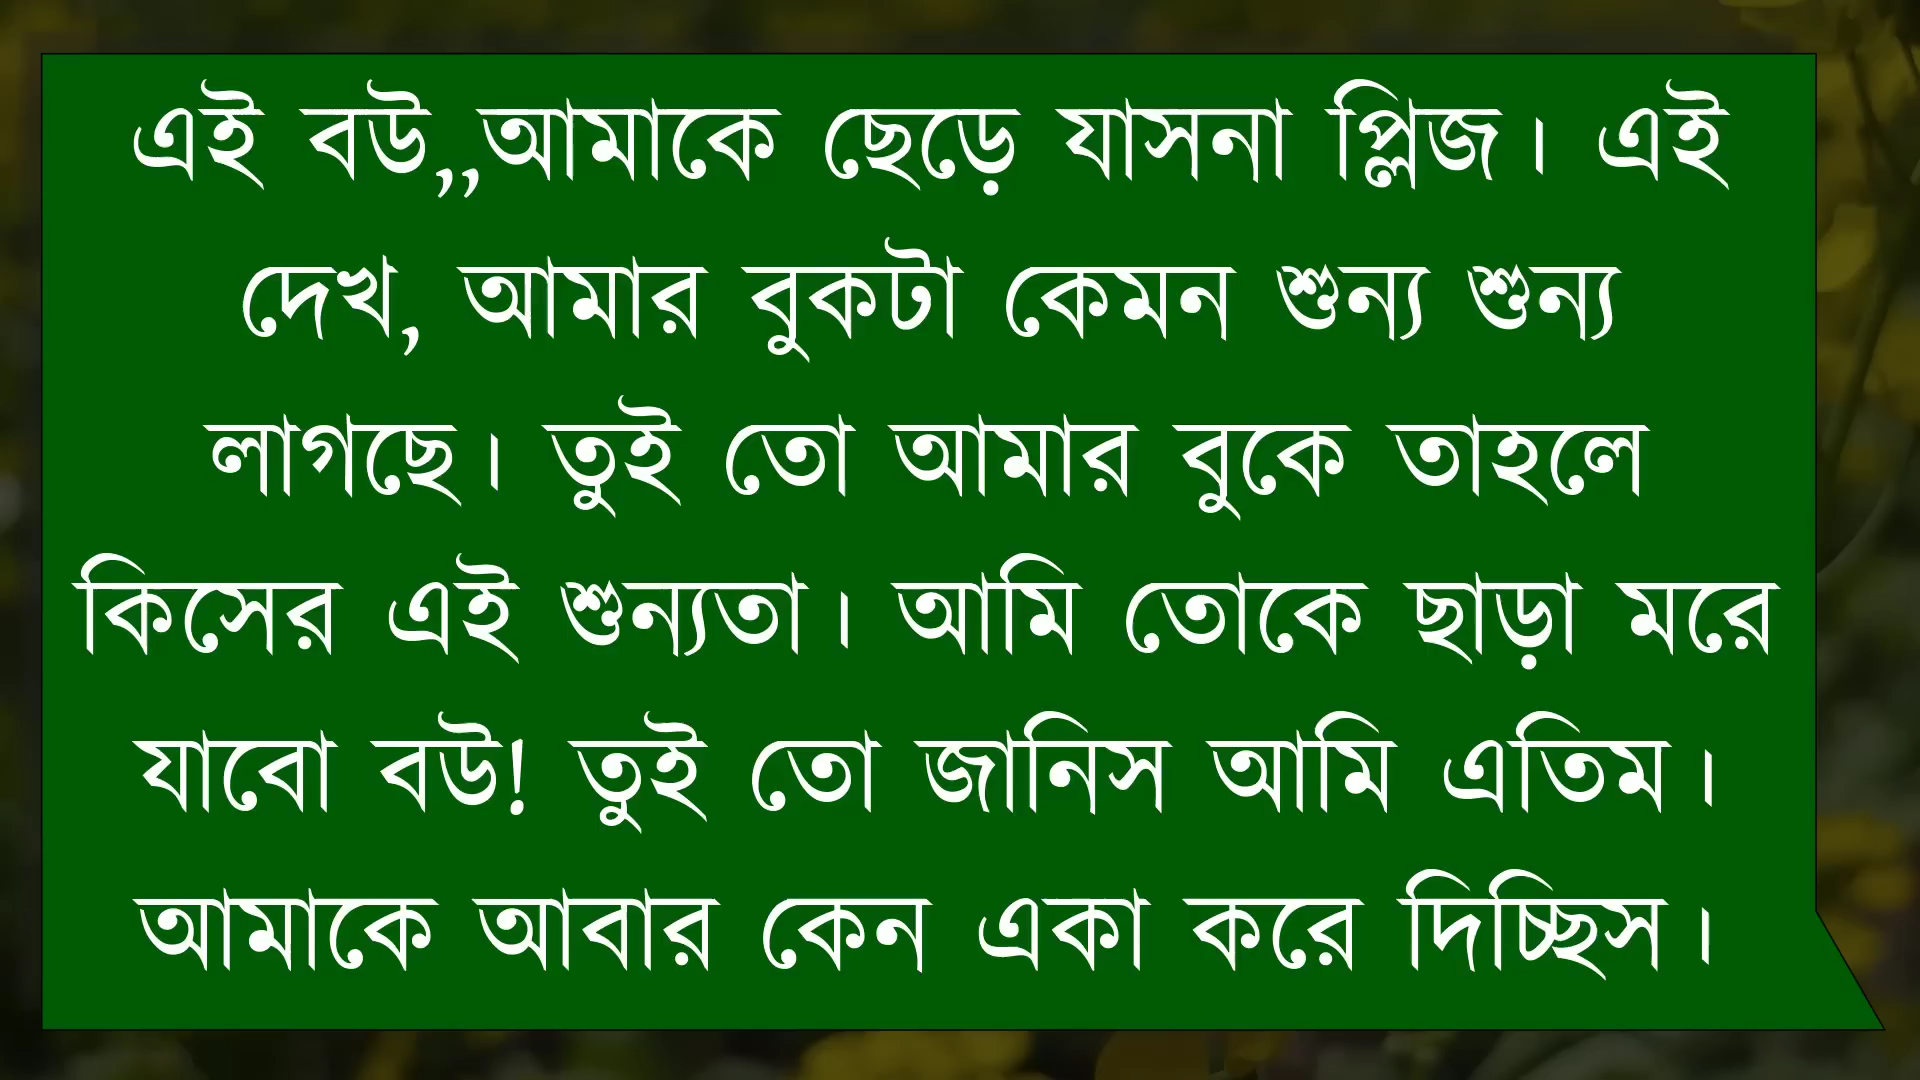 এই বউ,,আমাকে ছেড়ে যাসনা প্লিজ। এই
দেখ, আমার বুকটা কেমন শুন্য শুন্য
লাগছে। তুই তো আমার বুকে তাহলে
কিসের এই শুন্যতা। আমি তোকে ছাড়া মরে
যাবো বউ! তুই তো জানিস আমি এতিম।
আমাকে আবার কেন একা করে দিচ্ছিস।